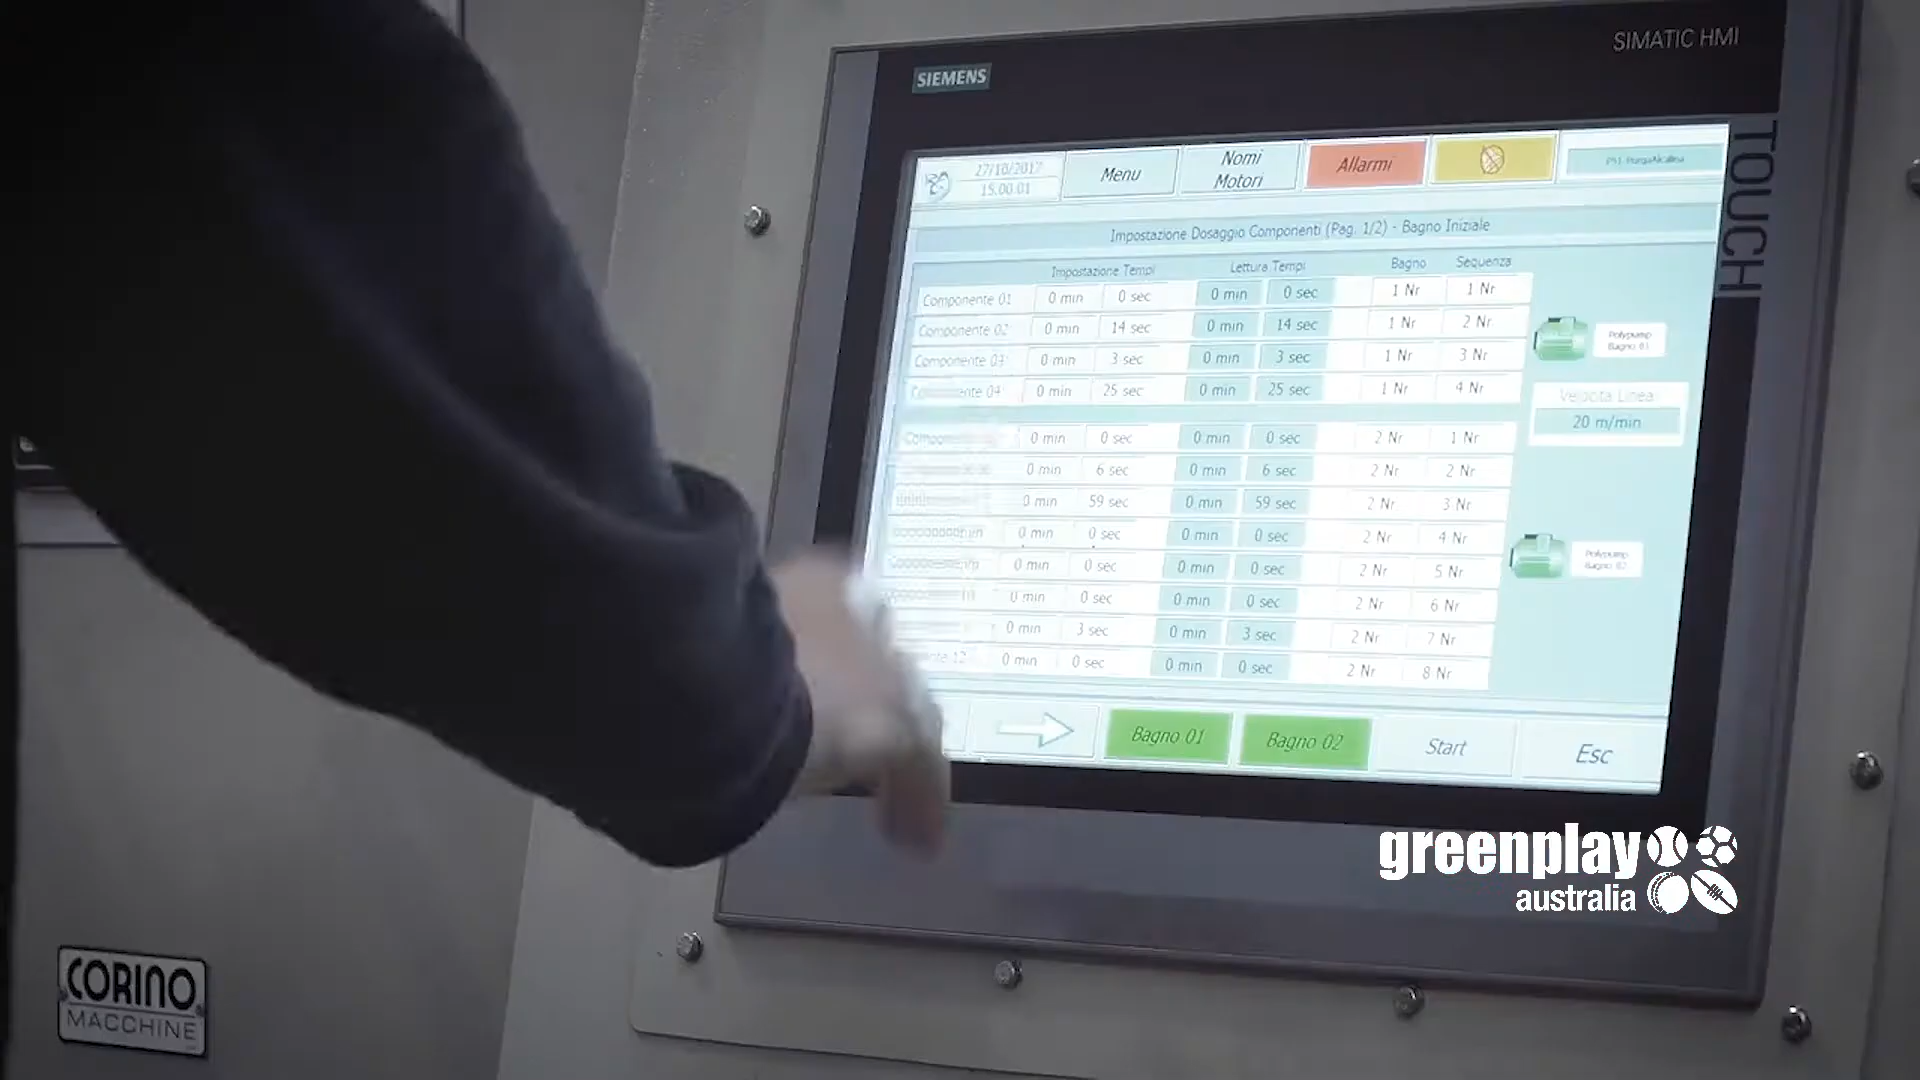 SIMATIC HMI
SIEMENS
TOUCH
27/10/2017
15.00.01
Menu
Nomi
Motori
Allarmi
Impostazione Dosaggio Componenti (Pag. 1/2) - Bagno Iniziale
Impostazione Tempi Lettura Tempi Bagno Sequenza
Componente 01 0 min 0 sec 0 min 0 sec 1 Nr 1 Nr
Componente 02 0 min 14 sec 0 min 14 sec 1 Nr 2 Nr
Componente 03 0 min 3 sec 0 min 3 sec 1 Nr 3 Nr
Componente 04 0 min 25 sec 0 min 25 sec 1 Nr 4 Nr
0 min 0 sec 0 min 0 sec 2 Nr 1 Nr
0 min 6 sec 0 min 6 sec 2 Nr 2 Nr
0 min 59 sec 0 min 59 sec 2 Nr 3 Nr
0 min 0 sec 0 min 0 sec 2 Nr 4 Nr
0 min 0 sec 0 min 0 sec 2 Nr 5 Nr
0 min 0 sec 0 min 0 sec 2 Nr 6 Nr
0 min 3 sec 0 min 3 sec 2 Nr 7 Nr
0 min 0 sec 0 min 0 sec 2 Nr 8 Nr
Polypump
Bagno 01
Velocità Linea
20 m/min
Polypump
Bagno 02
Bagno 01
Bagno 02
Start
Esc
greenplay
australia
CORINO
MACCHINE